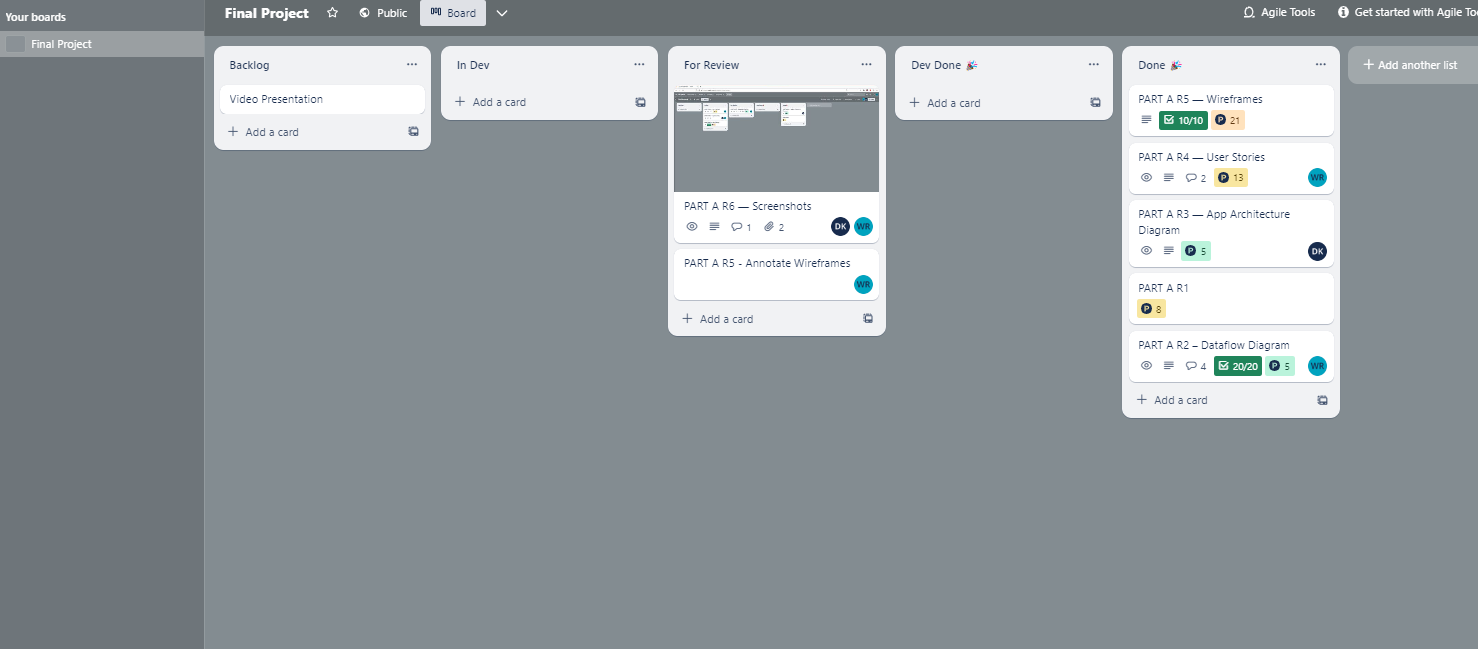 Your boards
Final Project
Final Project
Public
Board
Agile Tools
Get started with Agile To
Backlog
Video Presentation
+ Add a card
In Dev
+ Add a card
For Review
PART A R6 — Screenshots
1
2
DK
WR
PART A R5 - Annotate Wireframes
WR
+ Add a card
Dev Done 🎉
+ Add a card
Done 🎉
PART A R5 — Wireframes
10/10
P 21
PART A R4 — User Stories
2
P 13
WR
PART A R3 — App Architecture
Diagram
P 5
DK
PART A R1
P 8
PART A R2 – Dataflow Diagram
4
20/20
P 5
WR
+ Add a card
+ Add another list